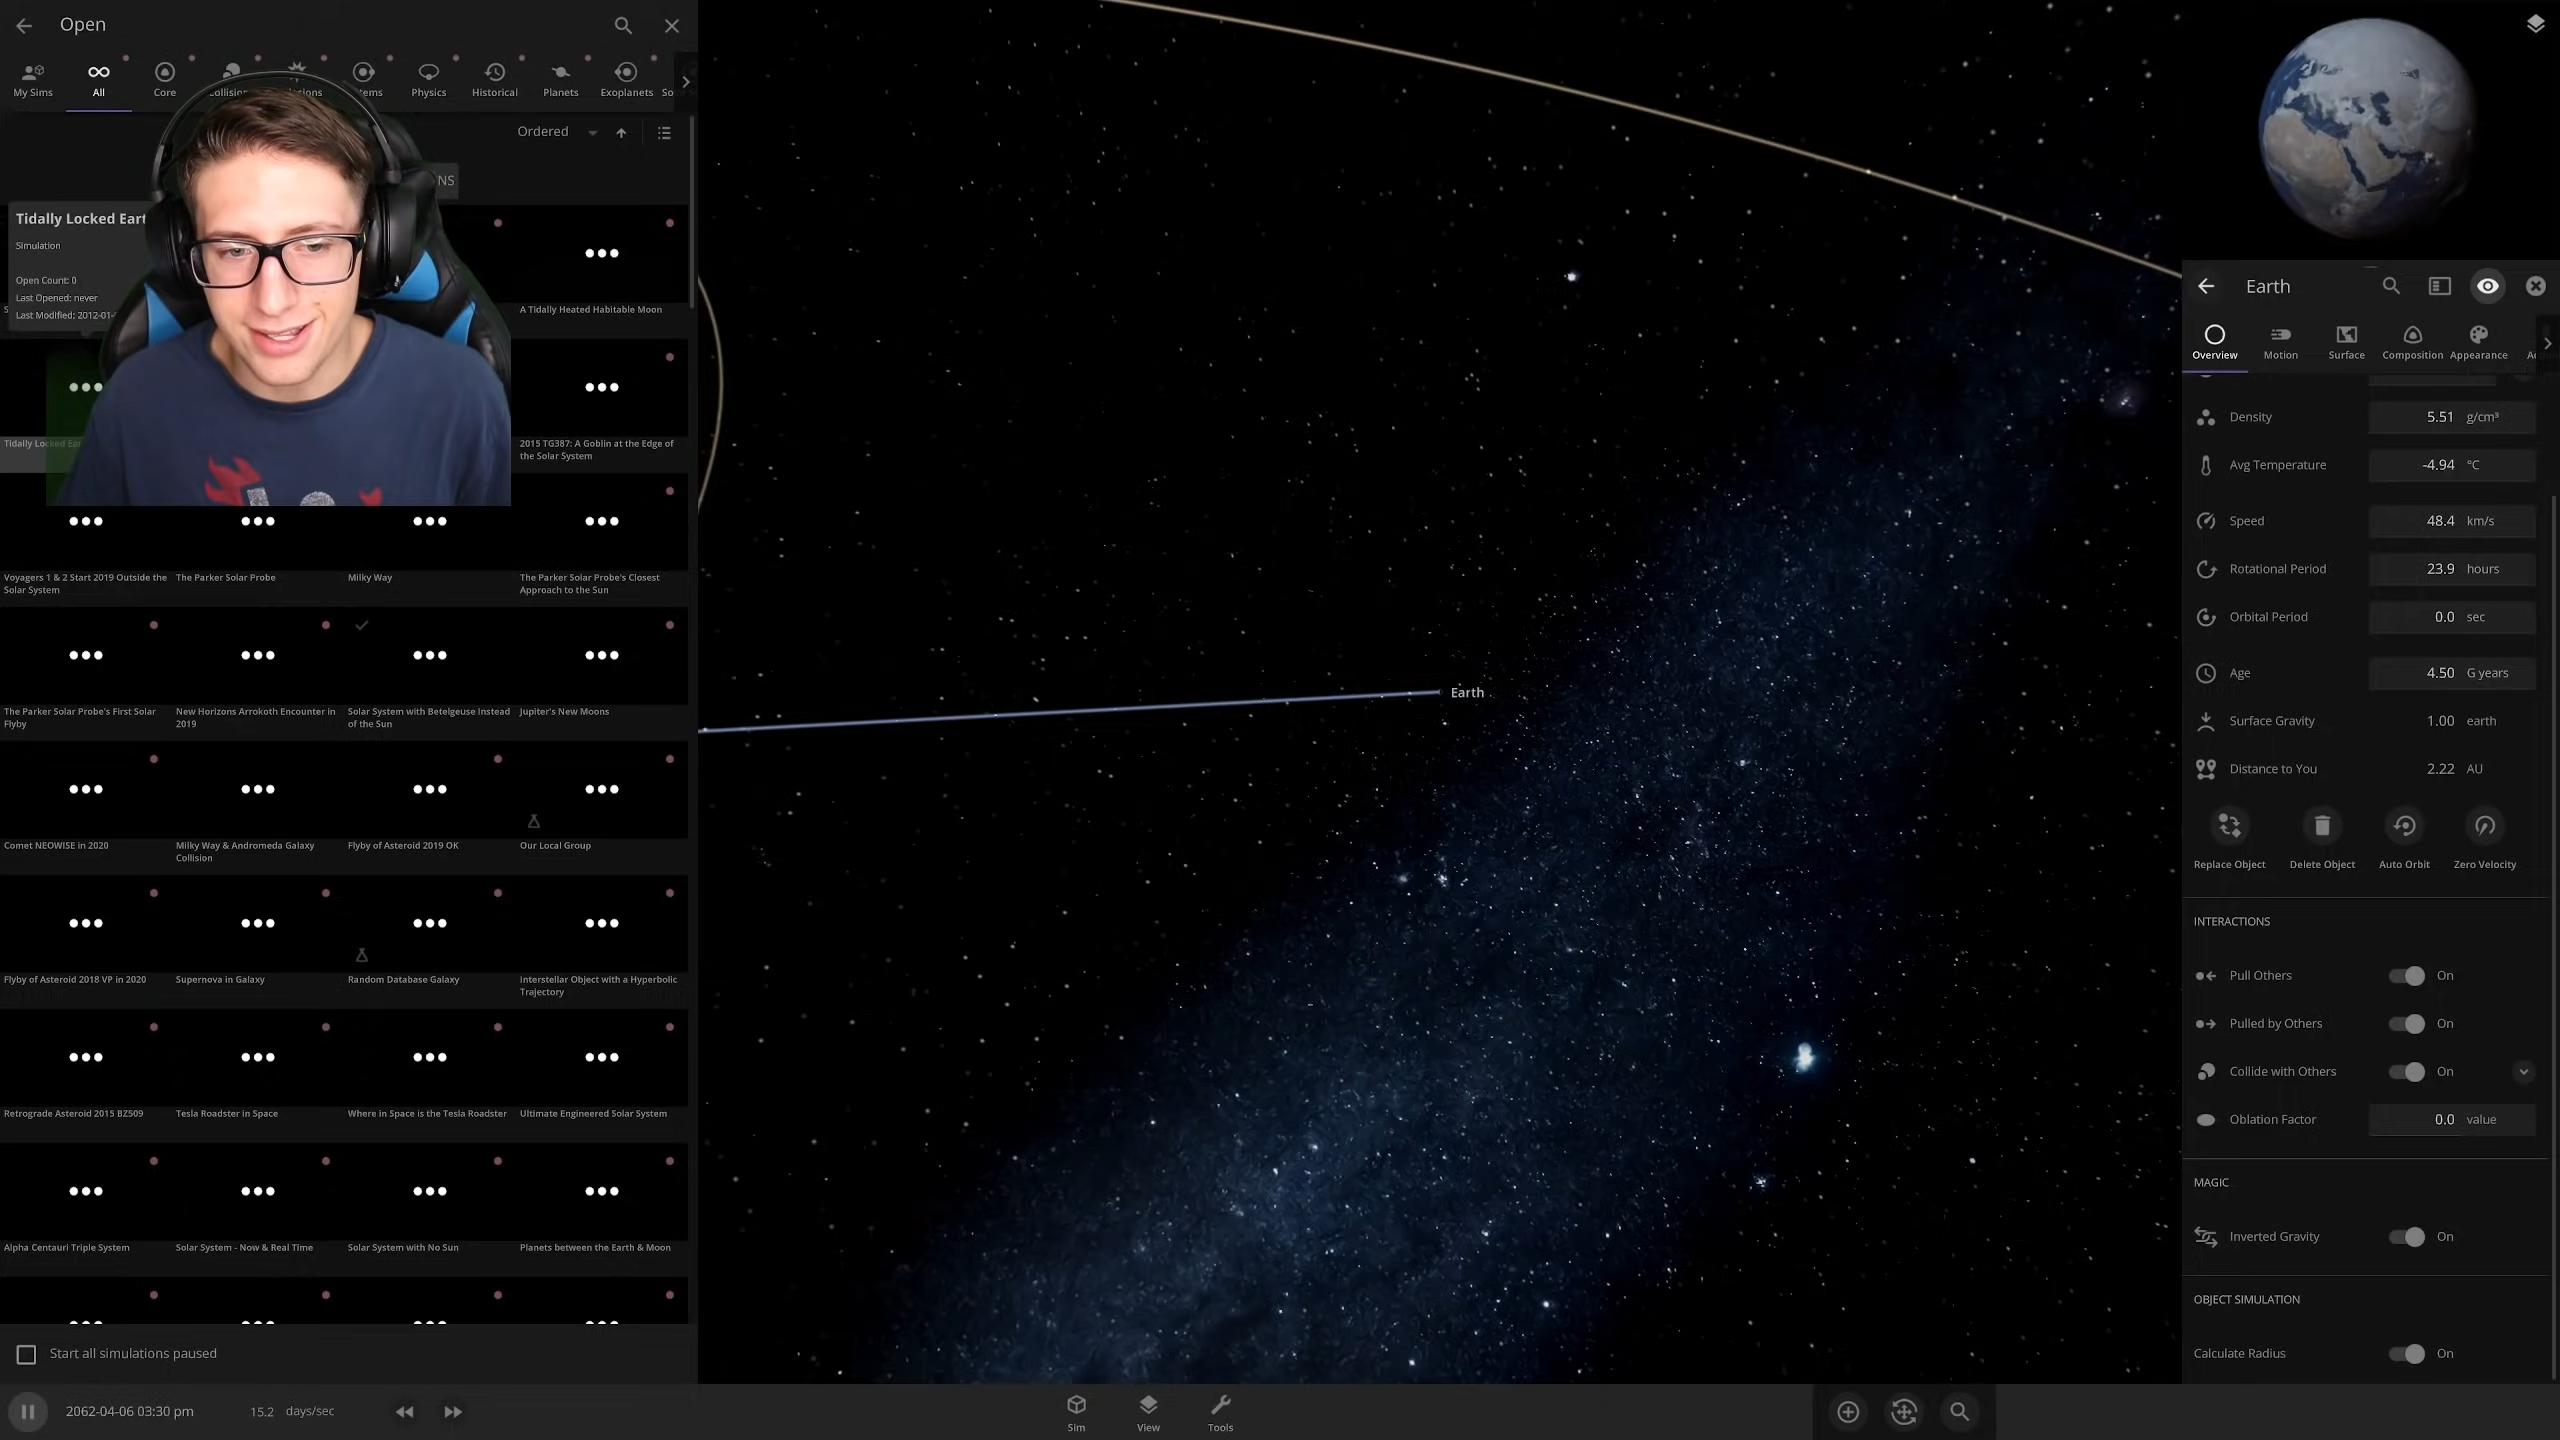 Open
My Sims
All
Core
Physics
Historical
Planets
Exoplanets
Ordered
NS
Tidally Locked Eart
Simulation
Open Count: 0
Last Opened: never
Last Modified: 2012-01-
A Tidally Heated Habitable Moon
Tidally Locked Ear
2015 TG387: A Goblin at the Edge of
the Solar System
Voyagers 1 & 2 Start 2019 Outside the
Solar System
The Parker Solar Probe
Milky Way
The Parker Solar Probe's Closest
Approach to the Sun
The Parker Solar Probe's First Solar
Flyby
New Horizons Arrokoth Encounter in
2019
Solar System with Betelgeuse Instead
of the Sun
Jupiter's New Moons
Comet NEOWISE in 2020
Milky Way & Andromeda Galaxy
Collision
Flyby of Asteroid 2019 OK
Our Local Group
Flyby of Asteroid 2018 VP in 2020
Supernova in Galaxy
Random Database Galaxy
Interstellar Object with a Hyperbolic
Trajectory
Retrograde Asteroid 2015 BZ509
Tesla Roadster in Space
Where in Space is the Tesla Roadster
Ultimate Engineered Solar System
Alpha Centauri Triple System
Solar System - Now & Real Time
Solar System with No Sun
Planets between the Earth & Moon
Start all simulations paused
2062-04-06 03:30 pm
15.2 days/sec
Sim
View
Tools
Earth
Earth
Overview
Motion
Surface
Composition
Appearance
Density 5.51 g/cm³
Avg Temperature -4.94 °C
Speed 48.4 km/s
Rotational Period 23.9 hours
Orbital Period 0.0 sec
Age 4.50 G years
Surface Gravity 1.00 earth
Distance to You 2.22 AU
Replace Object
Delete Object
Auto Orbit
Zero Velocity
INTERACTIONS
Pull Others On
Pulled by Others On
Collide with Others On
Oblation Factor 0.0 value
MAGIC
Inverted Gravity On
OBJECT SIMULATION
Calculate Radius On